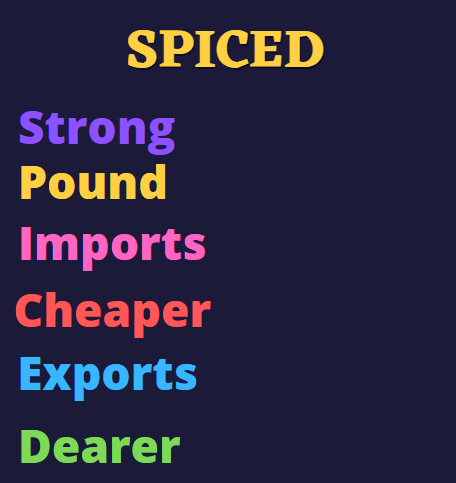 SPICED
Strong
Pound
Imports
Cheaper
Exports
Dearer